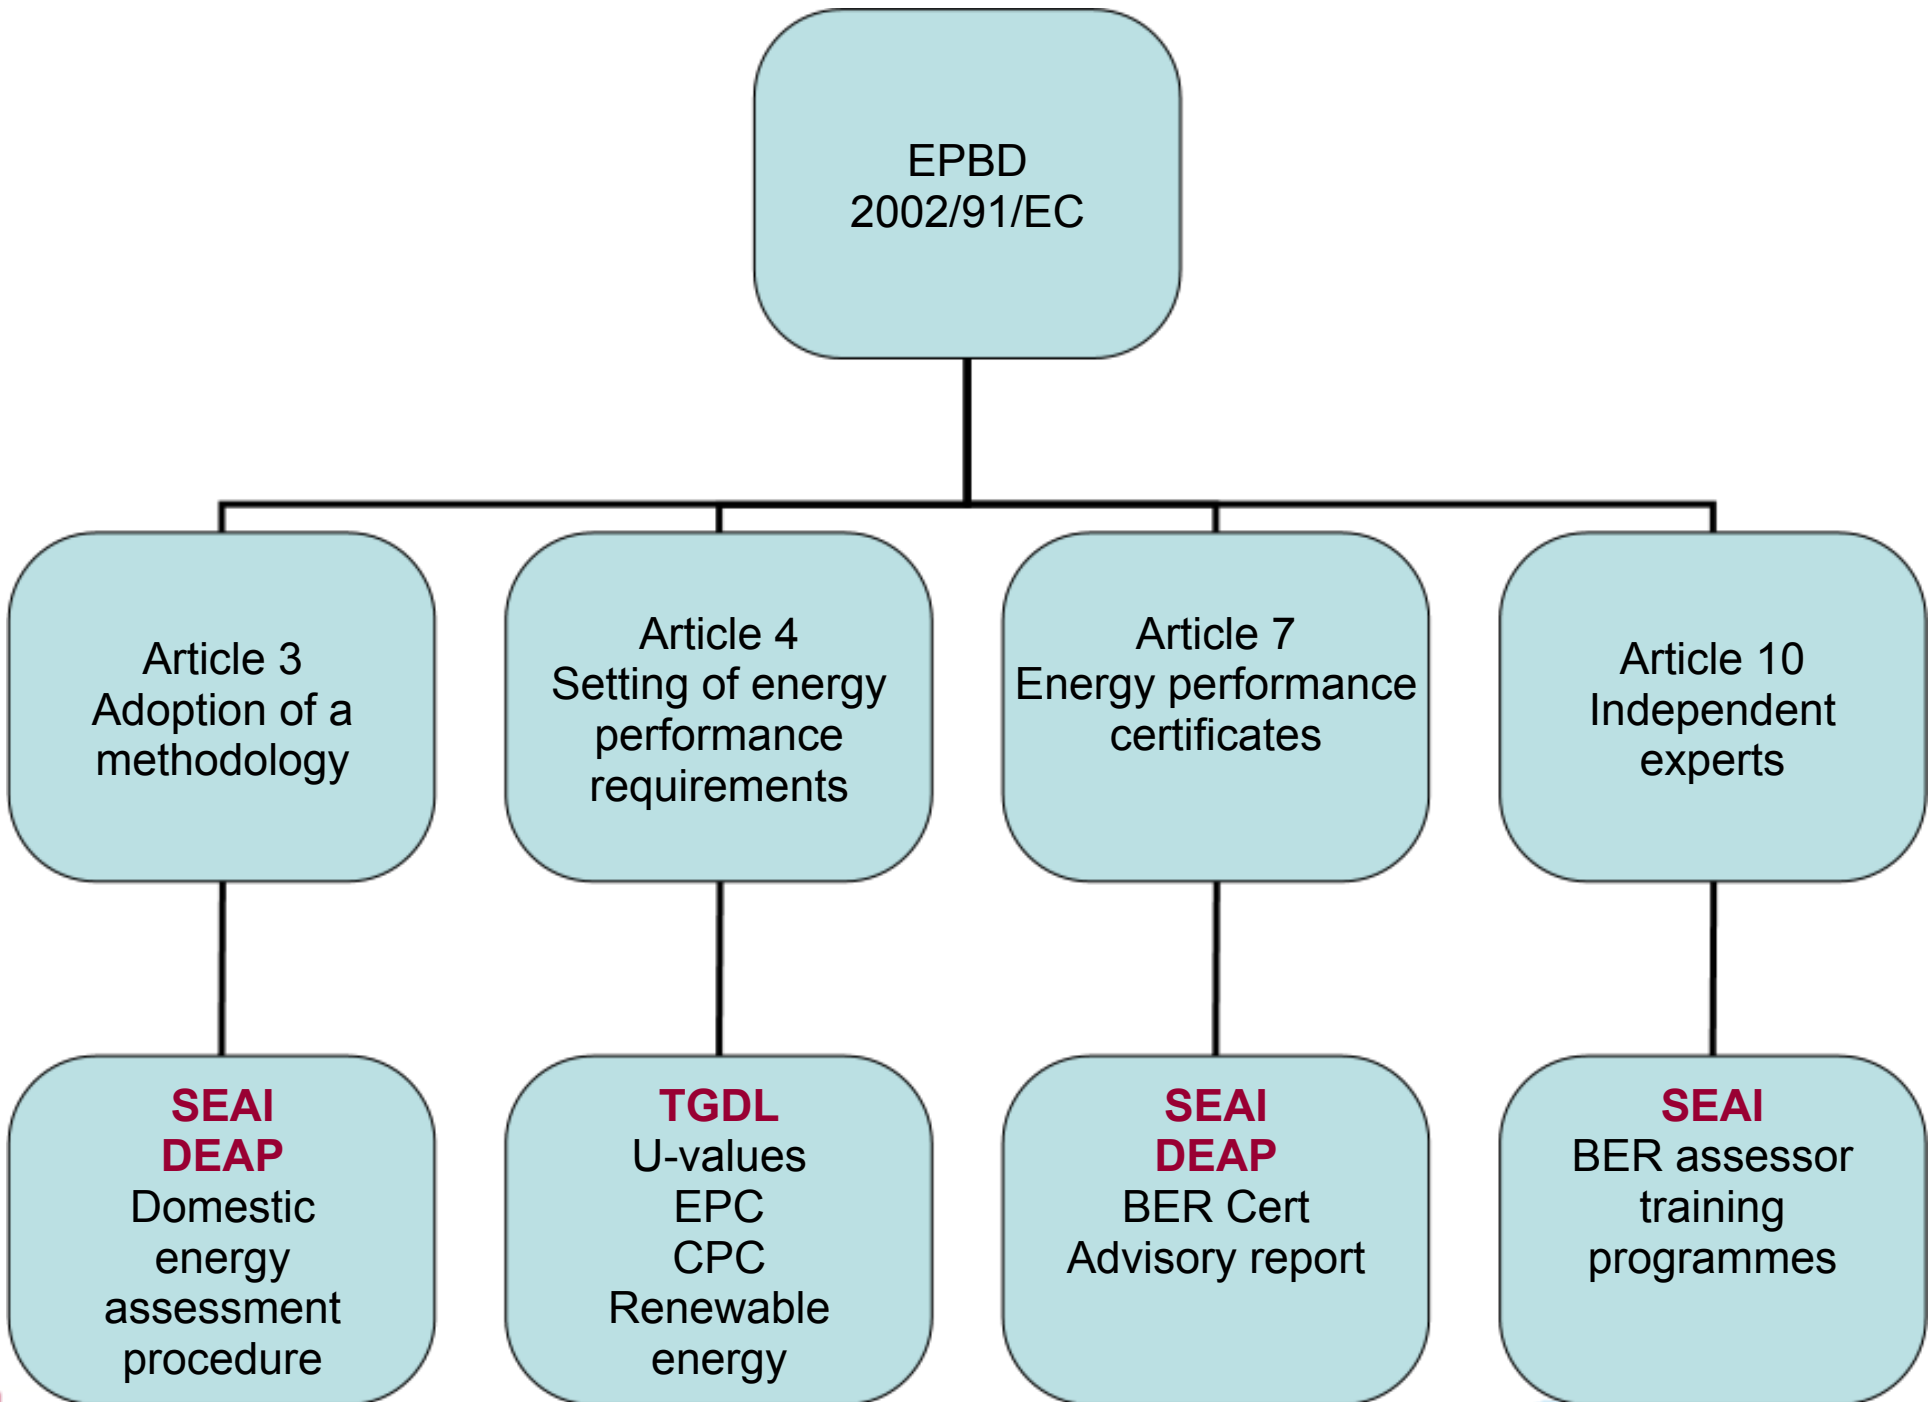 EPBD
2002/91/EC
Article 3
Adoption of a
methodology
Article 4
Setting of energy
performance
requirements
Article 7
Energy performance
certificates
Article 10
Independent
experts
SEAI
DEAP
Domestic
energy
assessment
procedure
TGDL
U-values
EPC
CPC
Renewable
energy
SEAI
DEAP
BER Cert
Advisory report
SEAI
BER assessor
training
programmes